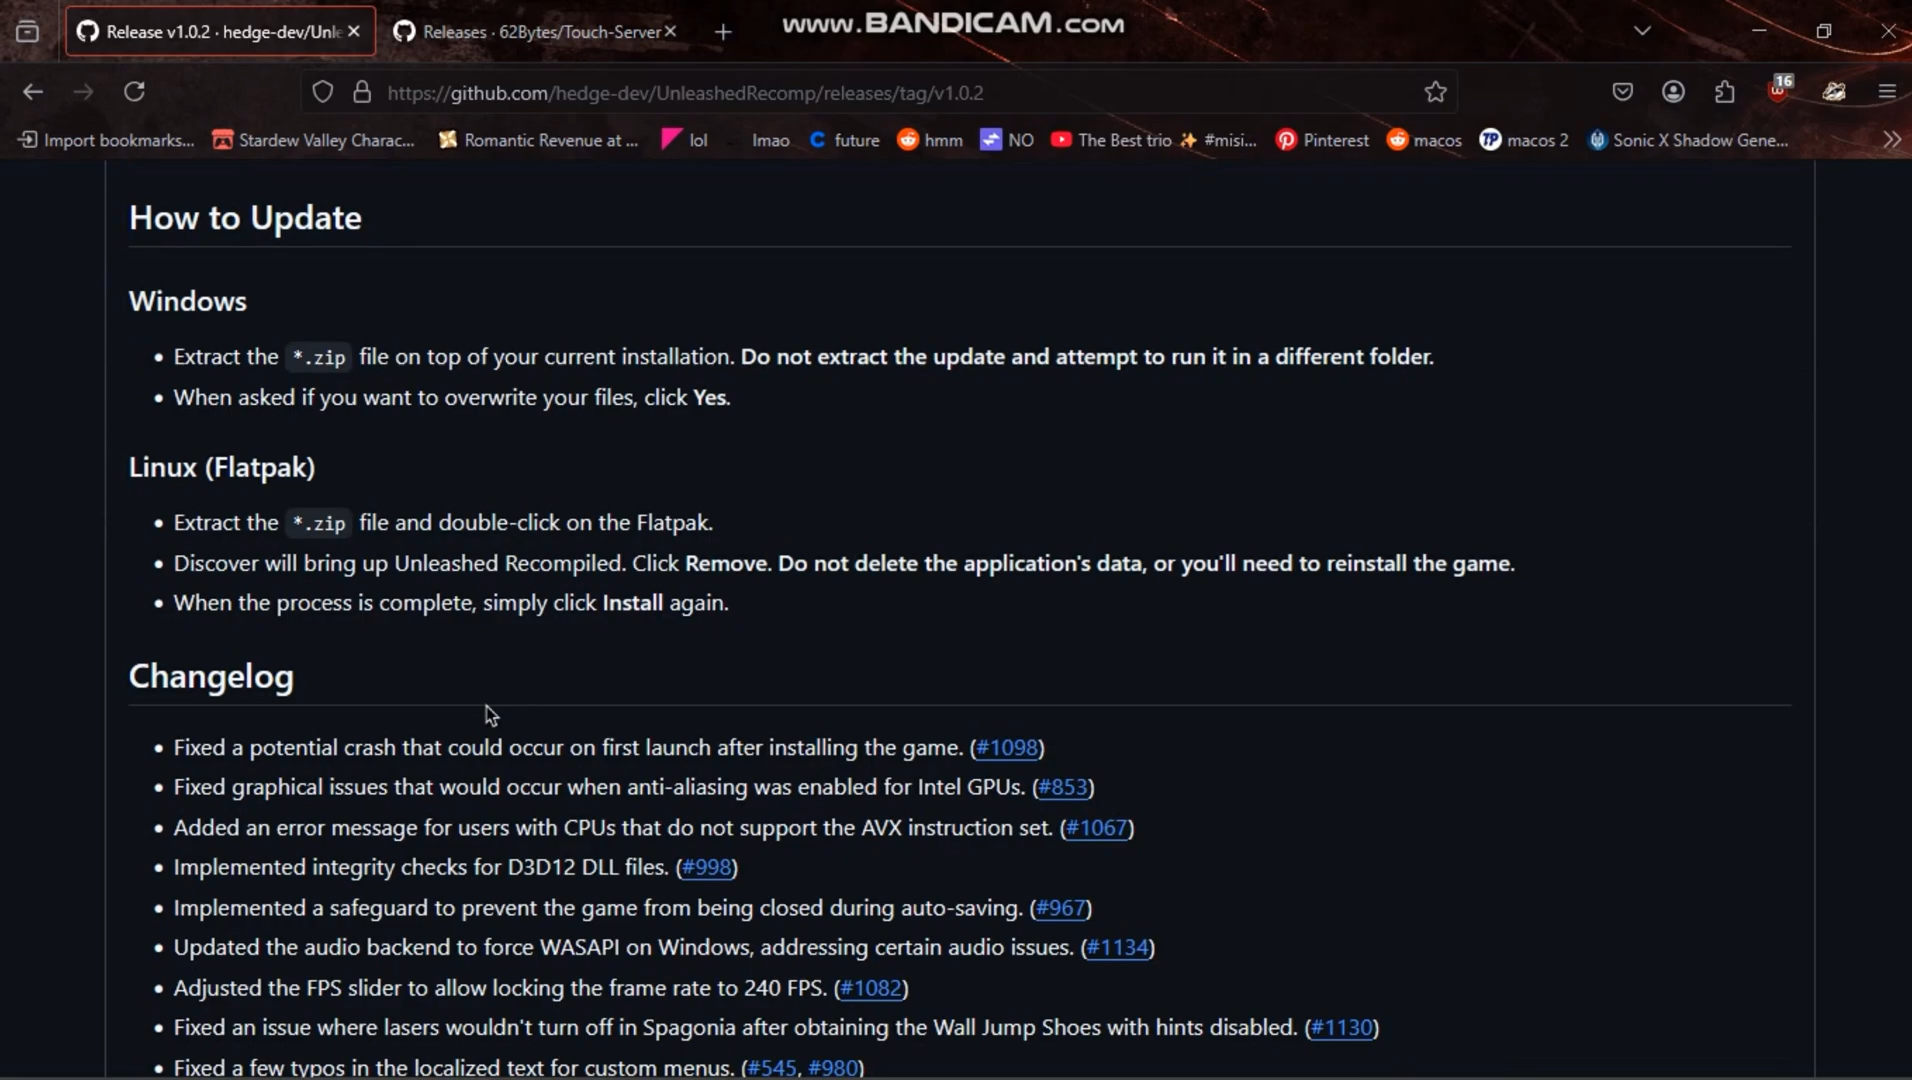 www.BANDICAM.com
Release v1.0.2 · hedge-dev/Unle
Releases · 62Bytes/Touch-Server
https://github.com/hedge-dev/UnleashedRecomp/releases/tag/v1.0.2
16
Import bookmarks... Stardew Valley Charac... Romantic Revenue at ... lol lmao future hmm NO The Best trio ✨ #misi... Pinterest macos macos 2 Sonic X Shadow Gene...
How to Update
Windows
• Extract the *.zip file on top of your current installation. Do not extract the update and attempt to run it in a different folder.
• When asked if you want to overwrite your files, click Yes.
Linux (Flatpak)
• Extract the *.zip file and double-click on the Flatpak.
• Discover will bring up Unleashed Recompiled. Click Remove. Do not delete the application's data, or you'll need to reinstall the game.
• When the process is complete, simply click Install again.
Changelog
• Fixed a potential crash that could occur on first launch after installing the game. (#1098)
• Fixed graphical issues that would occur when anti-aliasing was enabled for Intel GPUs. (#853)
• Added an error message for users with CPUs that do not support the AVX instruction set. (#1067)
• Implemented integrity checks for D3D12 DLL files. (#998)
• Implemented a safeguard to prevent the game from being closed during auto-saving. (#967)
• Updated the audio backend to force WASAPI on Windows, addressing certain audio issues. (#1134)
• Adjusted the FPS slider to allow locking the frame rate to 240 FPS. (#1082)
• Fixed an issue where lasers wouldn't turn off in Spagonia after obtaining the Wall Jump Shoes with hints disabled. (#1130)
• Fixed a few typos in the localized text for custom menus. (#545, #980)